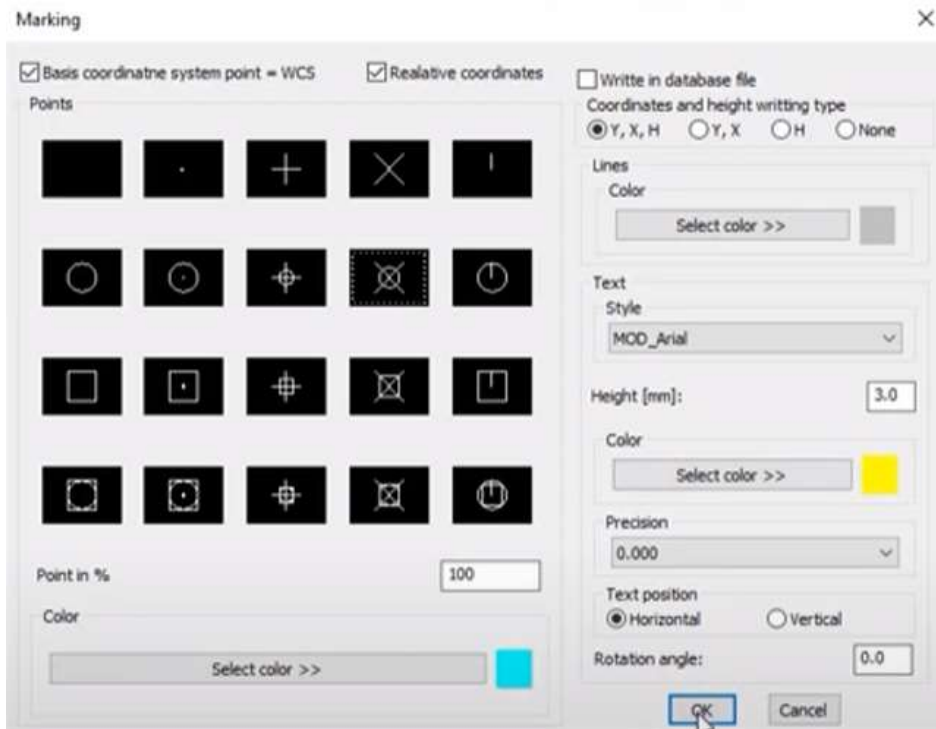 Marking
Basis coordinatne system point = WCS
Realative coordinates
Points
Point in %
100
Color
Select color >>
Writte in database file
Coordinates and height writting type
Y, X, H
Y, X
H
None
Lines
Color
Select color >>
Text
Style
MOD_Arial
Height [mm]:
3.0
Color
Select color >>
Precision
0.000
Text position
Horizontal
Vertical
Rotation angle:
0.0
OK
Cancel